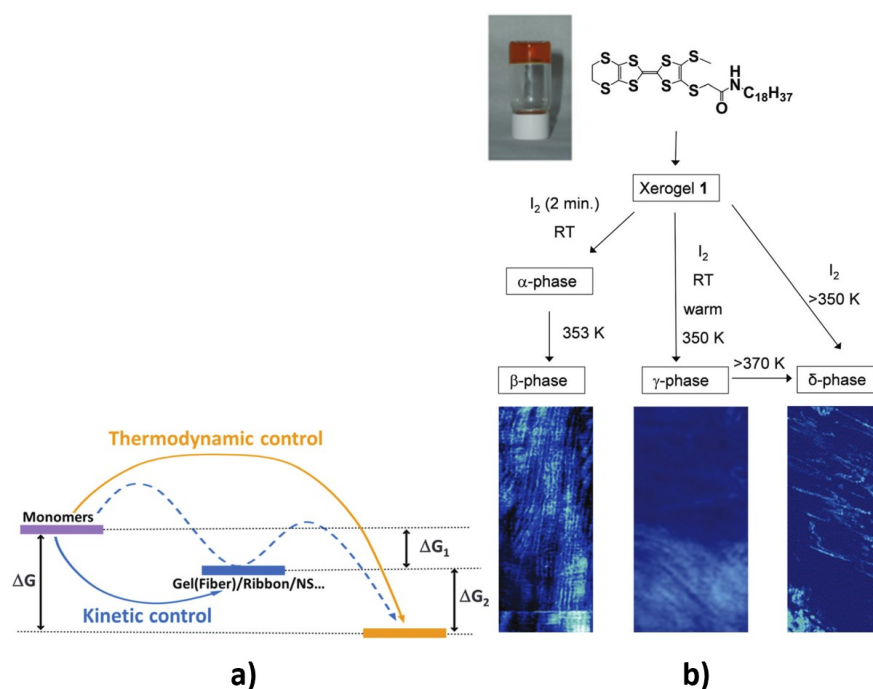 Thermodynamic control
Monomers
ΔG
ΔG₁
Gel(Fiber)/Ribbon/NS...
ΔG₂
Kinetic control
a)
S S S S
S S S S
H
N
O
C₁₈H₃₇
Xerogel 1
I₂ (2 min.)
RT
α-phase
353 K
β-phase
I₂
RT
warm
350 K
γ-phase
>370 K
I₂
>350 K
δ-phase
b)